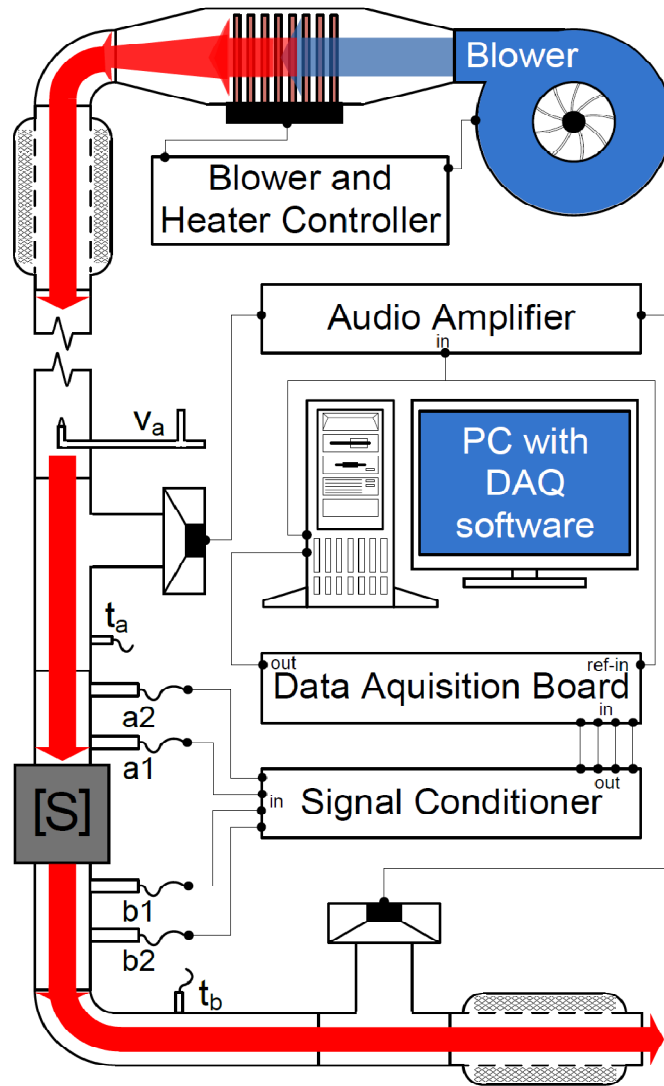 Blower
Blower and
Heater Controller
Audio Amplifier
in
va
PC with
DAQ
software
ta
out
ref-in
Data Aquisition Board
in
a2
a1
in
Signal Conditioner
out
[S]
b1
b2
tb